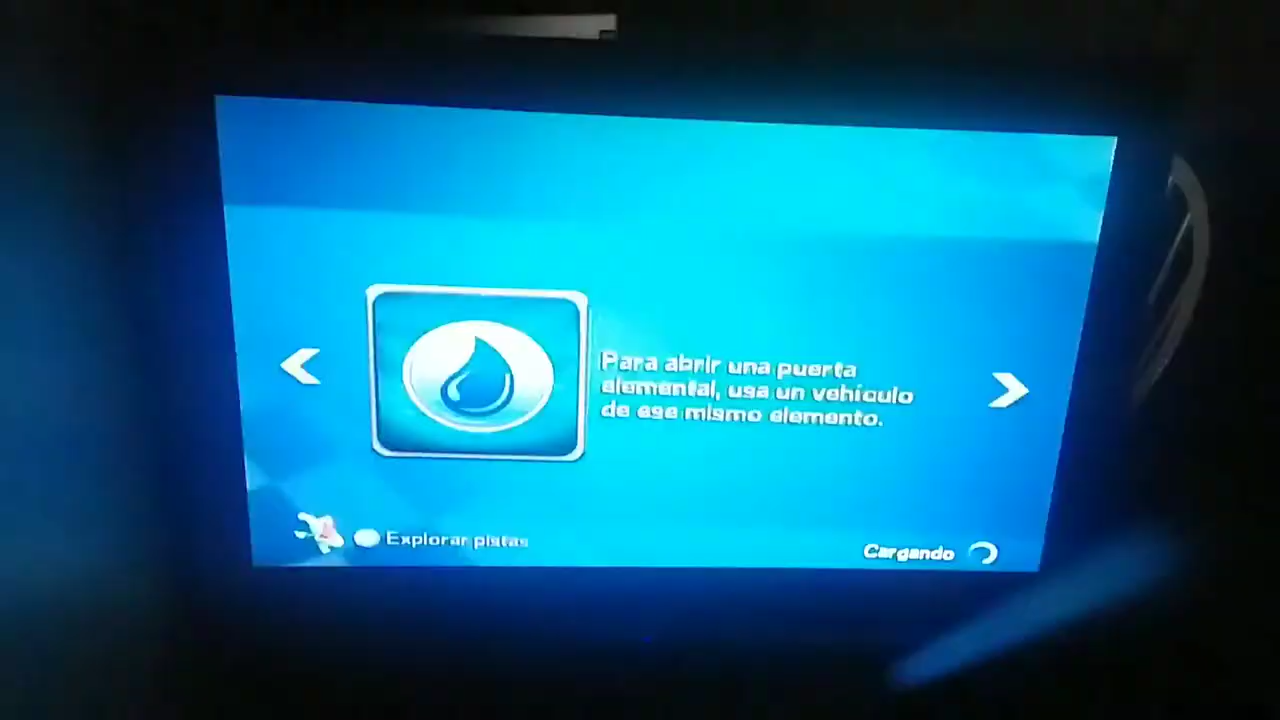 Para abrir una puerta
elemental, usa un vehículo
de ese mismo elemento.
Explorar pistas
Cargando